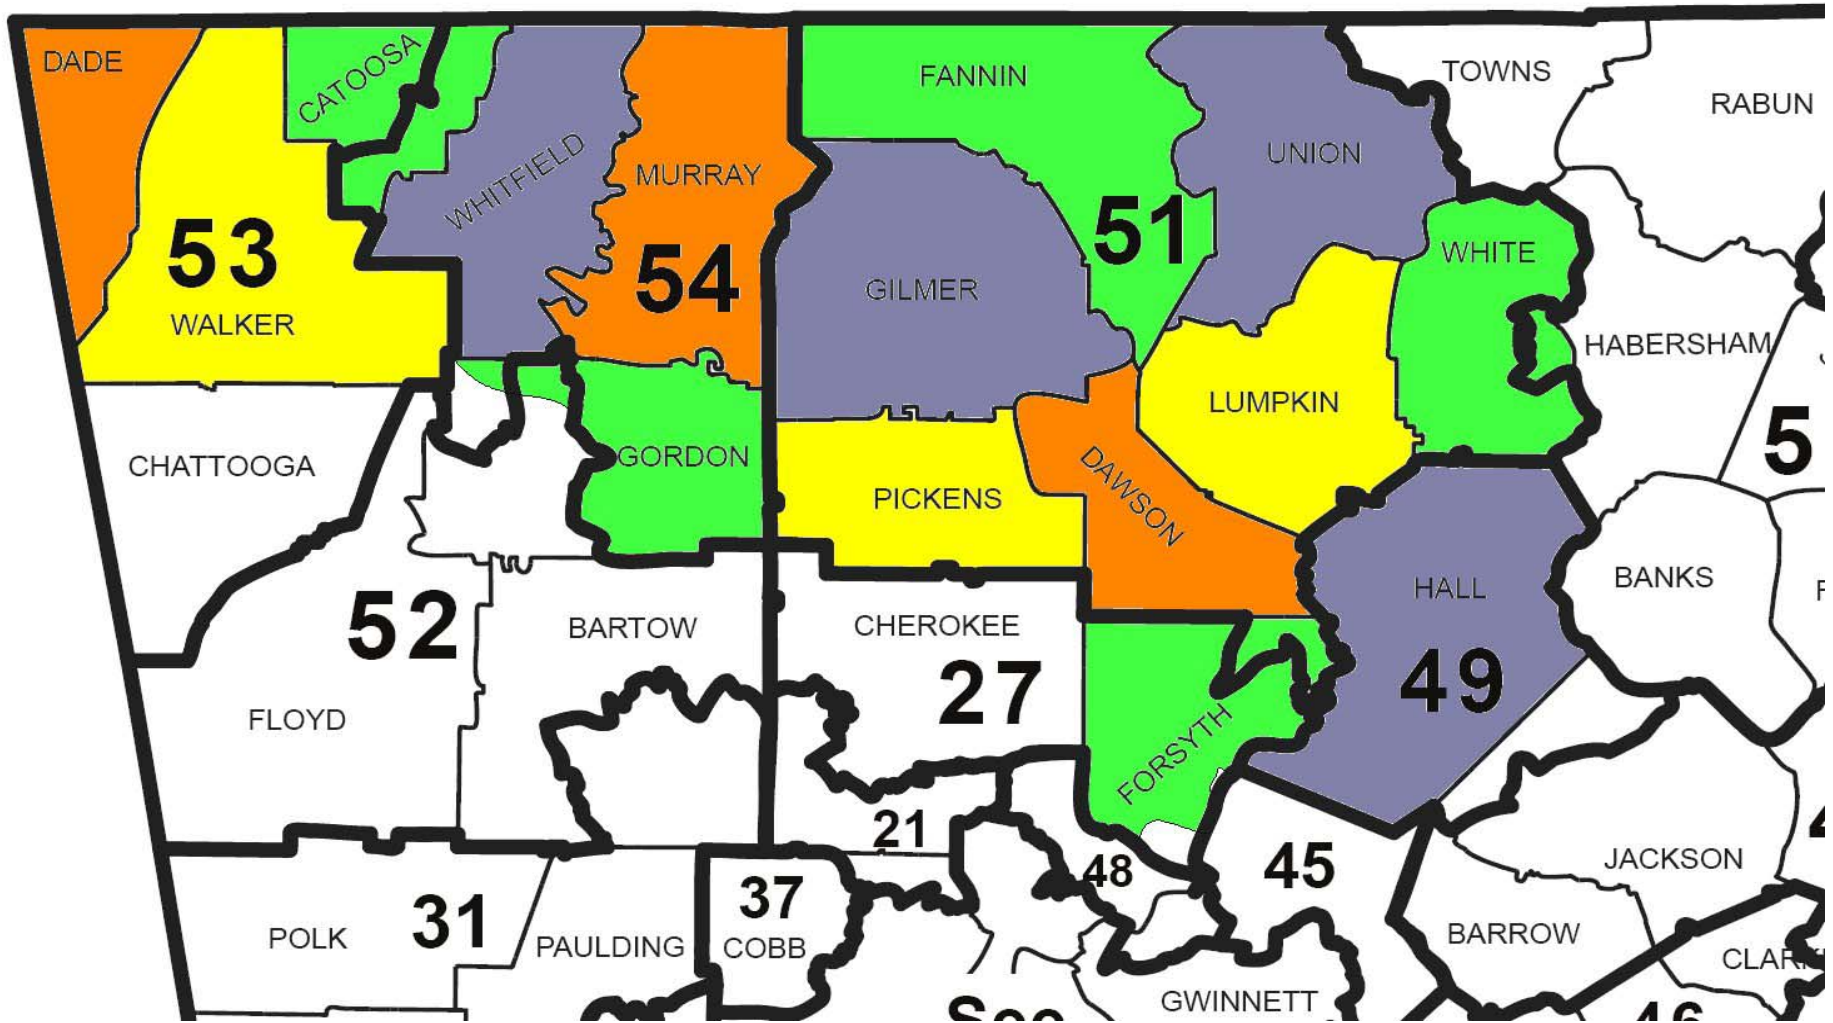 DADE
CATOOSA
FANNIN
TOWNS
RABUN
WHITFIELD
MURRAY
UNION
53
54
51
WHITE
WALKER
GILMER
HABERSHAM
LUMPKIN
CHATTOOGA
GORDON
5
PICKENS
DAWSON
BANKS
HALL
52
BARTOW
CHEROKEE
27
49
FLOYD
FORSYTH
21
48
45
JACKSON
37
31
POLK
PAULDING
COBB
BARROW
GWINNETT